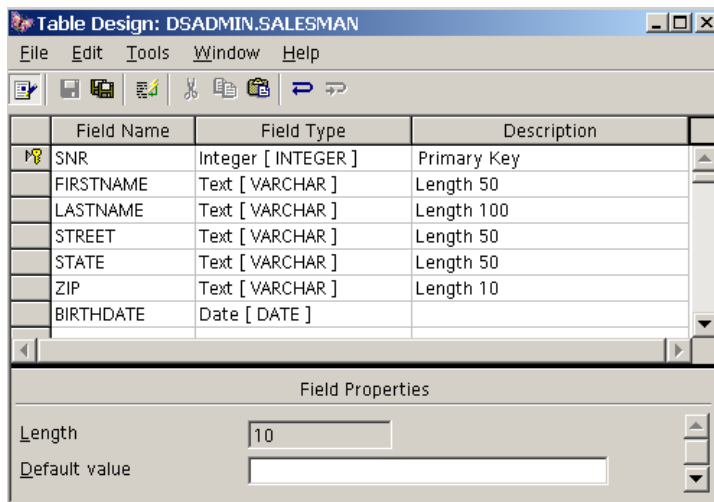 Table Design: DSADMIN.SALESMAN
File Edit Tools Window Help
Field Name Field Type Description
SNR Integer [ INTEGER ] Primary Key
FIRSTNAME Text [ VARCHAR ] Length 50
LASTNAME Text [ VARCHAR ] Length 100
STREET Text [ VARCHAR ] Length 50
STATE Text [ VARCHAR ] Length 50
ZIP Text [ VARCHAR ] Length 10
BIRTHDATE Date [ DATE ]
Field Properties
Length 10
Default value